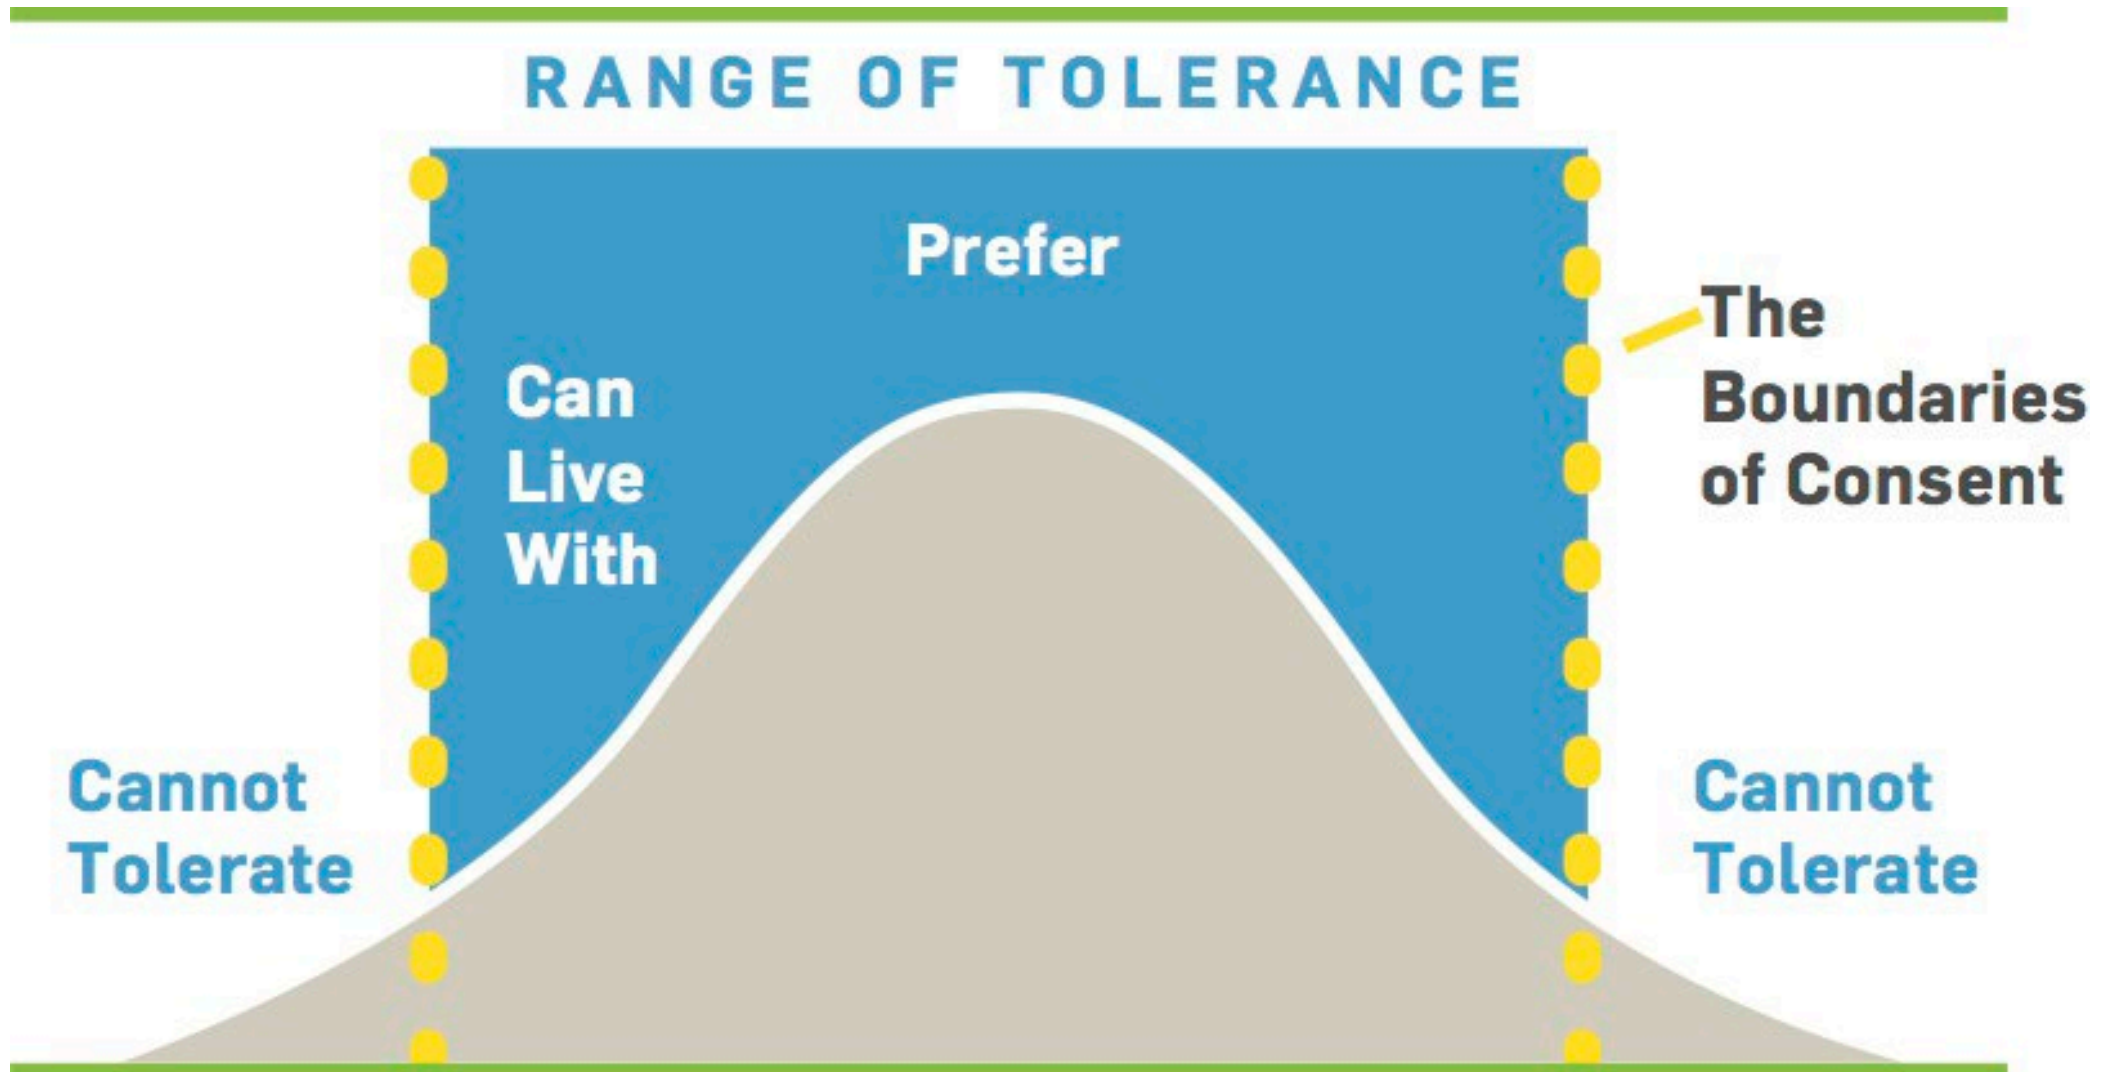 RANGE OF TOLERANCE
Prefer
Can
Live
With
The
Boundaries
of Consent
Cannot
Tolerate
Cannot
Tolerate